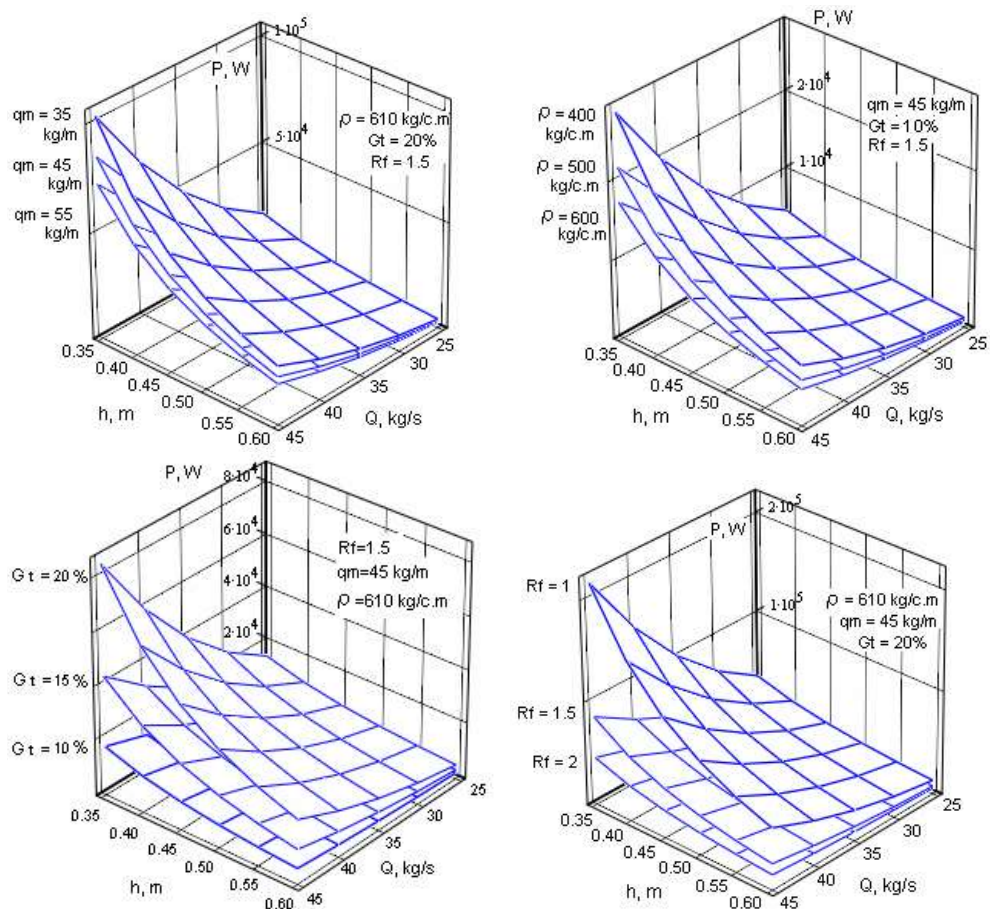 1·10⁵
P, W
5·10⁴
qm = 35
kg/m
qm = 45
kg/m
qm = 55
kg/m
ρ = 610 kg/c.m
Gt = 20%
Rf = 1.5
0.35
0.40
0.45
0.50
0.55
0.60
h, m
45
40
35
30
25
Q, kg/s
P, W
2·10⁴
1·10⁴
ρ = 400
kg/c.m
ρ = 500
kg/c.m
ρ = 600
kg/c.m
qm = 45 kg/m
Gt = 10%
Rf = 1.5
0.35
0.40
0.45
0.50
0.55
0.60
h, m
45
40
35
30
25
Q, kg/s
P, W
8·10⁴
6·10⁴
4·10⁴
2·10⁴
G t = 20 %
G t = 15 %
G t = 10 %
Rf=1.5
qm=45 kg/m
ρ=610 kg/c.m
0.35
0.40
0.45
0.50
0.55
0.60
h, m
45
40
35
30
25
Q, kg/s
2·10⁵
P, W
1·10⁵
Rf = 1
Rf = 1.5
Rf = 2
ρ = 610 kg/c.m
qm = 45 kg/m
Gt = 20%
0.35
0.40
0.45
0.50
0.55
0.60
h, m
45
40
35
30
25
Q, kg/s